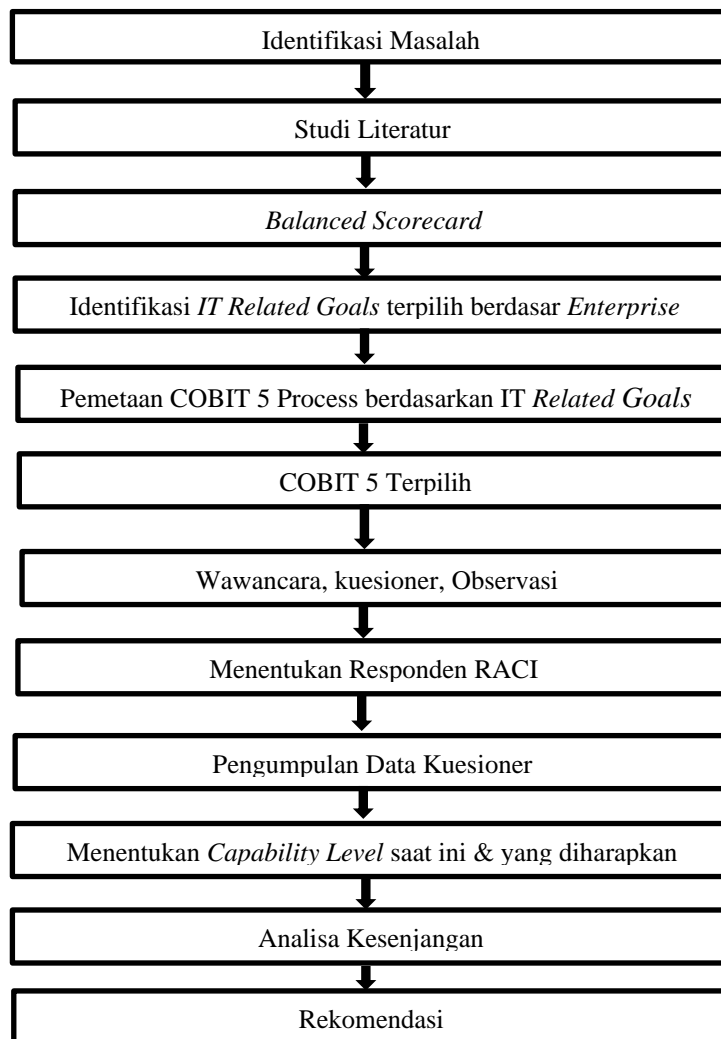 Identifikasi Masalah
Studi Literatur
Balanced Scorecard
Identifikasi IT Related Goals terpilih berdasar Enterprise
Pemetaan COBIT 5 Process berdasarkan IT Related Goals
COBIT 5 Terpilih
Wawancara, kuesioner, Observasi
Menentukan Responden RACI
Pengumpulan Data Kuesioner
Menentukan Capability Level saat ini & yang diharapkan
Analisa Kesenjangan
Rekomendasi